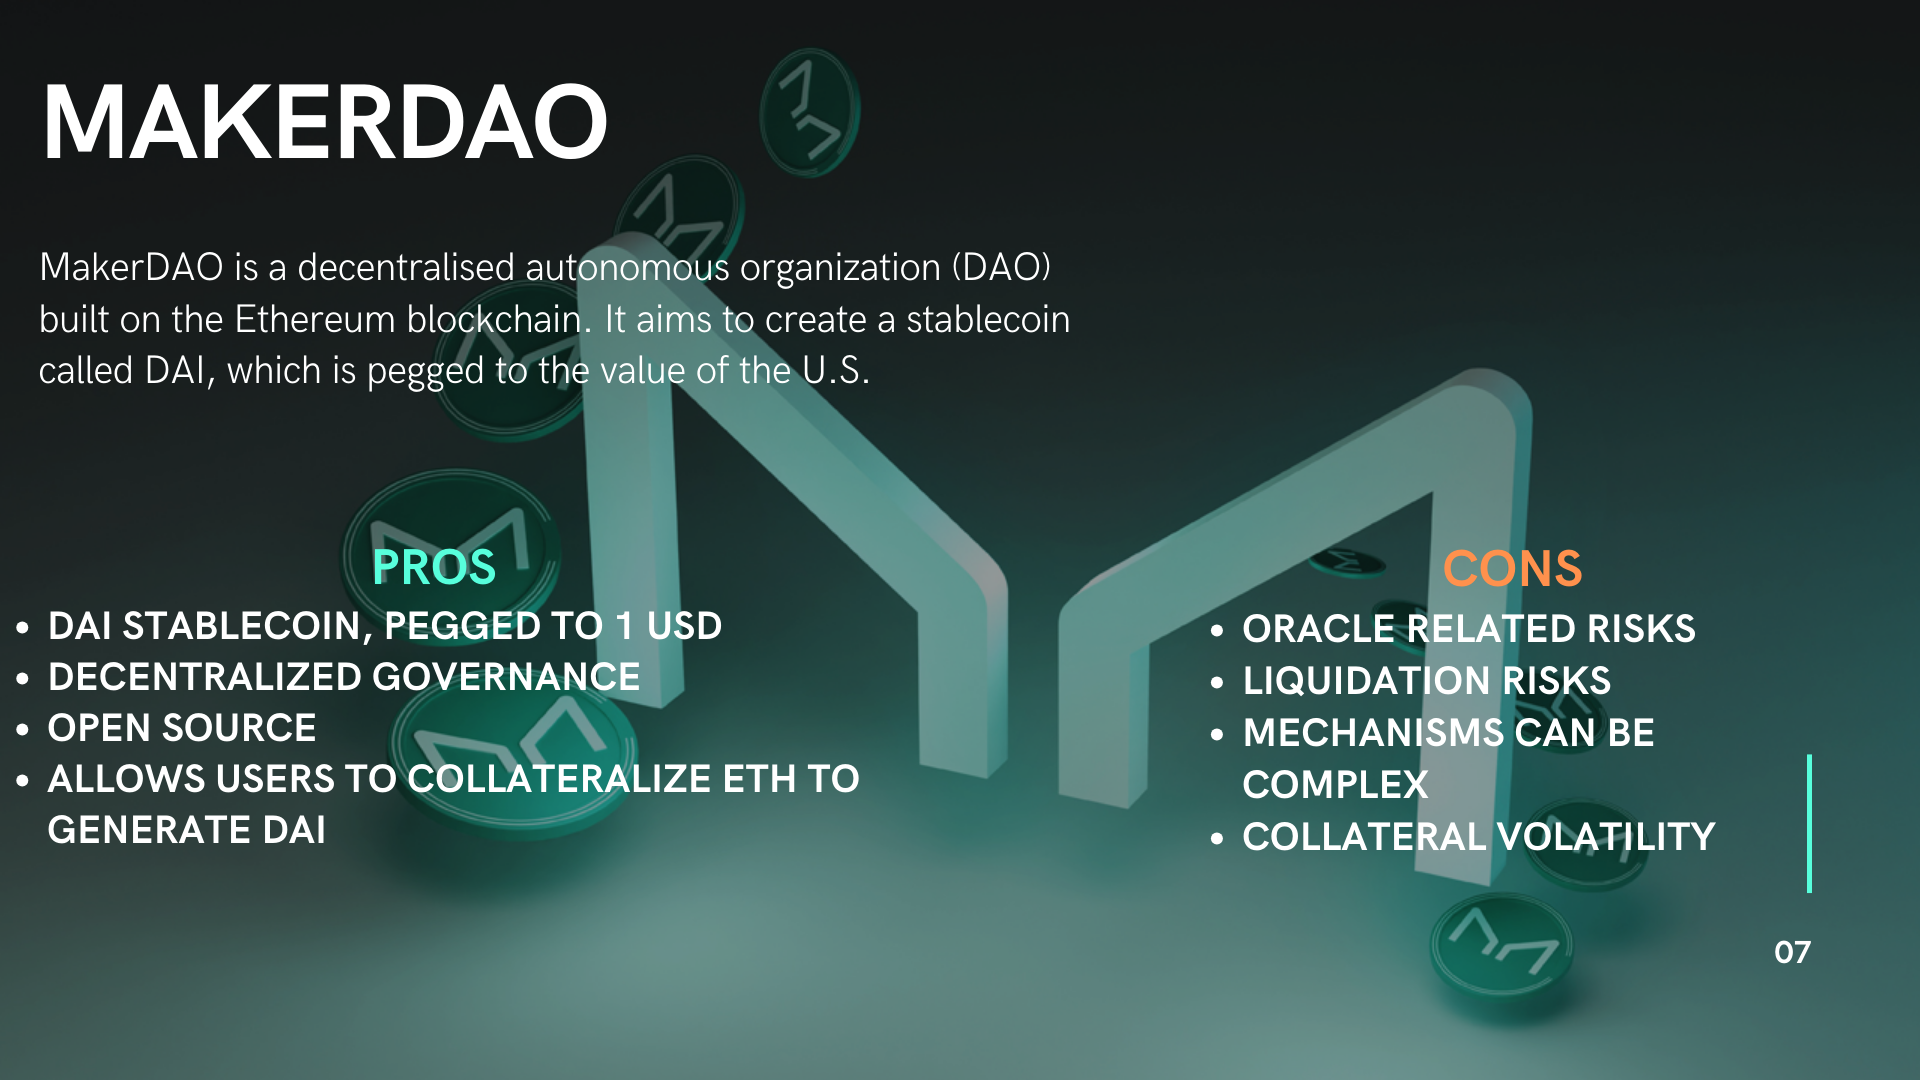 MAKERDAO
MakerDAO is a decentralised autonomous organization (DAO)
built on the Ethereum blockchain. It aims to create a stablecoin
called DAI, which is pegged to the value of the U.S.
PROS
• DAI STABLECOIN, PEGGED TO 1 USD
• DECENTRALIZED GOVERNANCE
• OPEN SOURCE
• ALLOWS USERS TO COLLATERALIZE ETH TO
GENERATE DAI
CONS
• ORACLE RELATED RISKS
• LIQUIDATION RISKS
• MECHANISMS CAN BE
COMPLEX
• COLLATERAL VOLATILITY
07